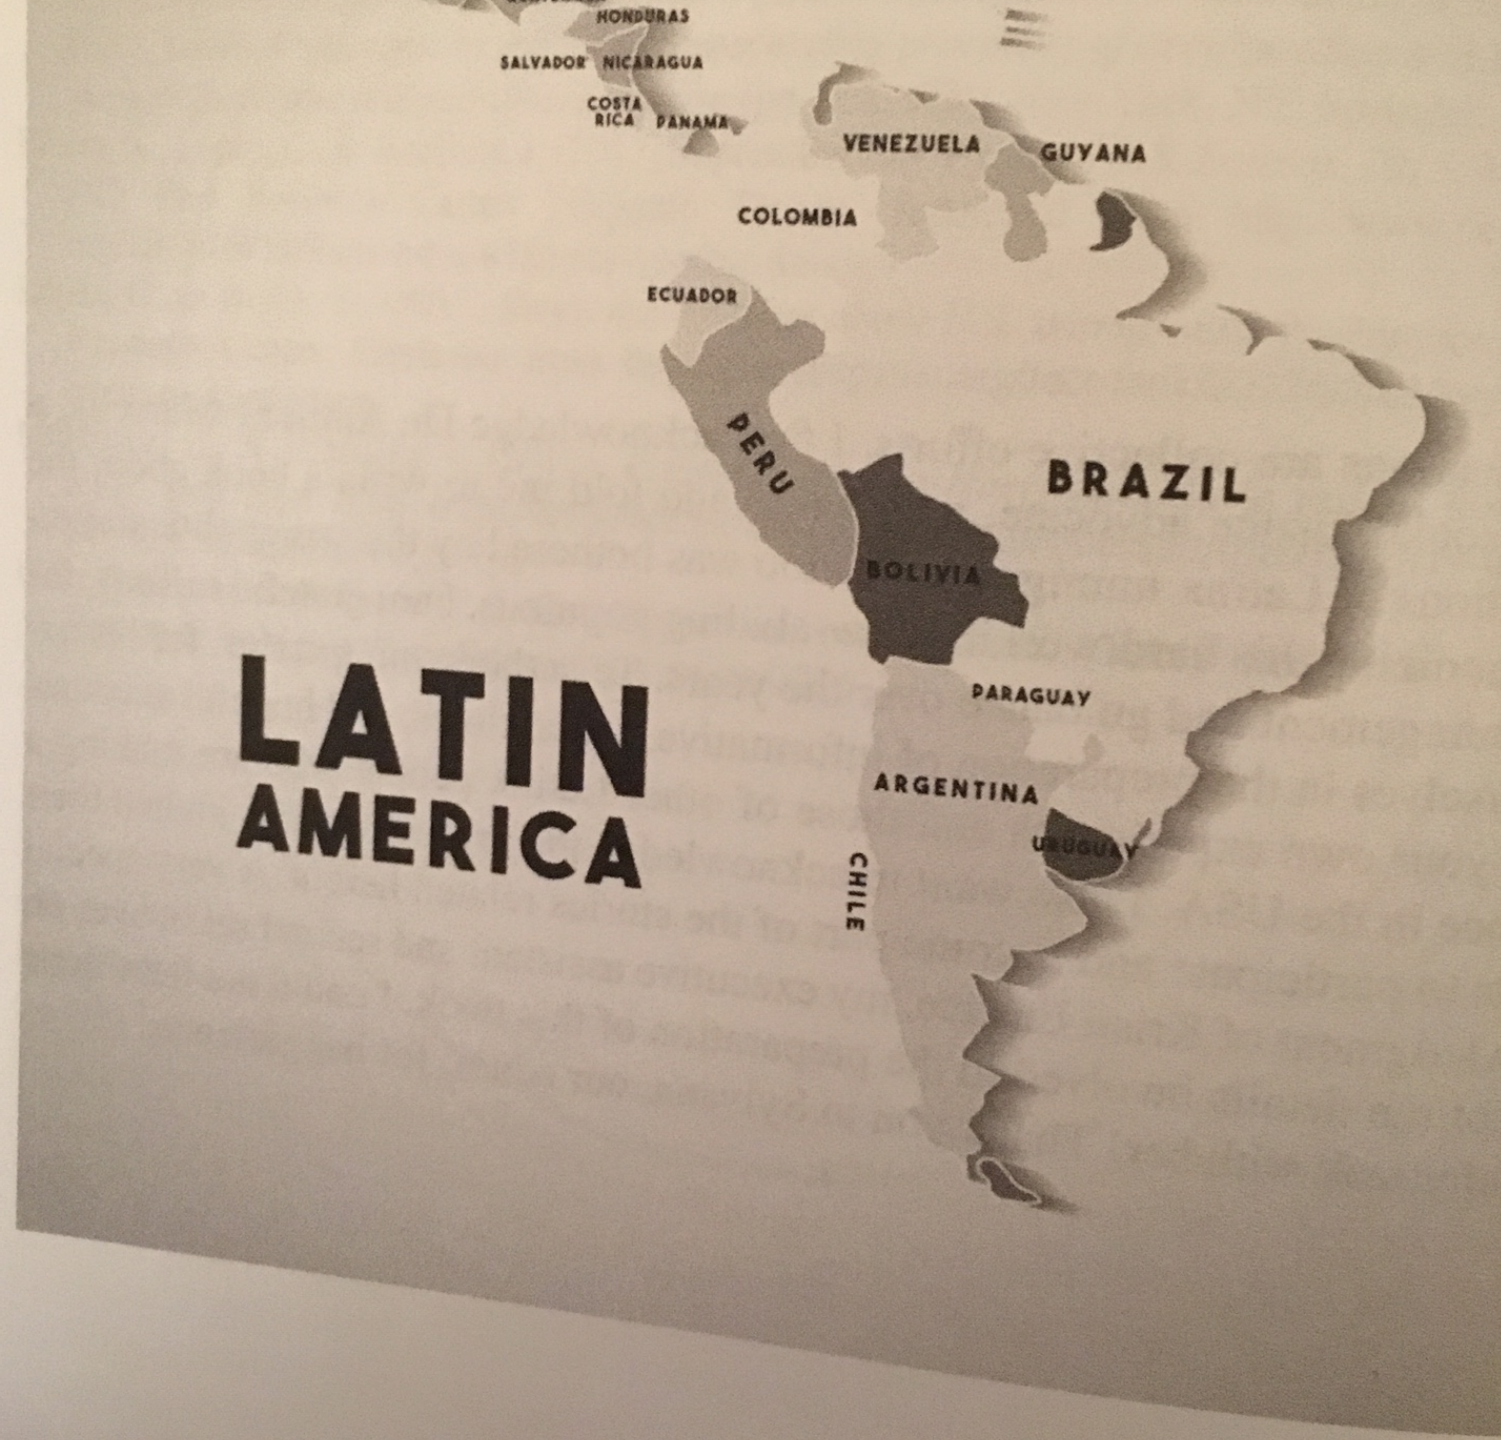 HONDURAS
SALVADOR NICARAGUA
COSTA
RICA PANAMA
VENEZUELA
GUYANA
COLOMBIA
ECUADOR
PERU
BRAZIL
BOLIVIA
PARAGUAY
LATIN
AMERICA
ARGENTINA
URUGUAY
CHILE